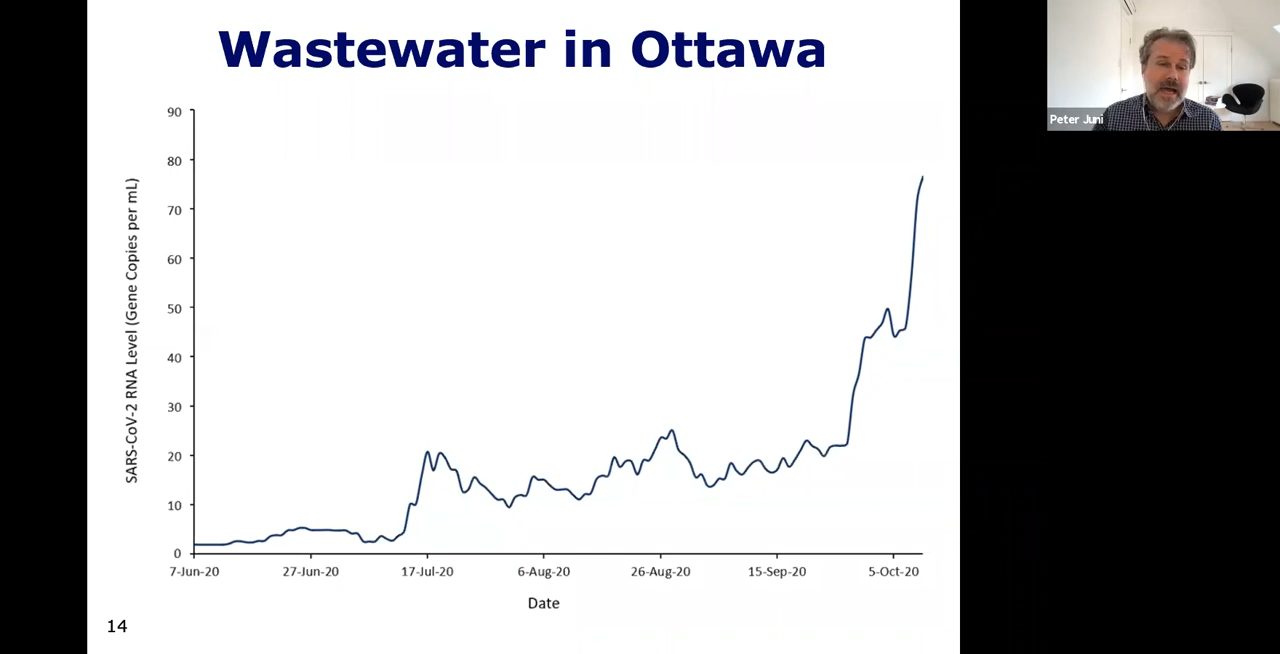 Wastewater in Ottawa
Peter Juni
SARS-CoV-2 RNA Level (Gene Copies per mL)
90
80
70
60
50
40
30
20
10
0
7-Jun-20 27-Jun-20 17-Jul-20 6-Aug-20 26-Aug-20 15-Sep-20 5-Oct-20
Date
14